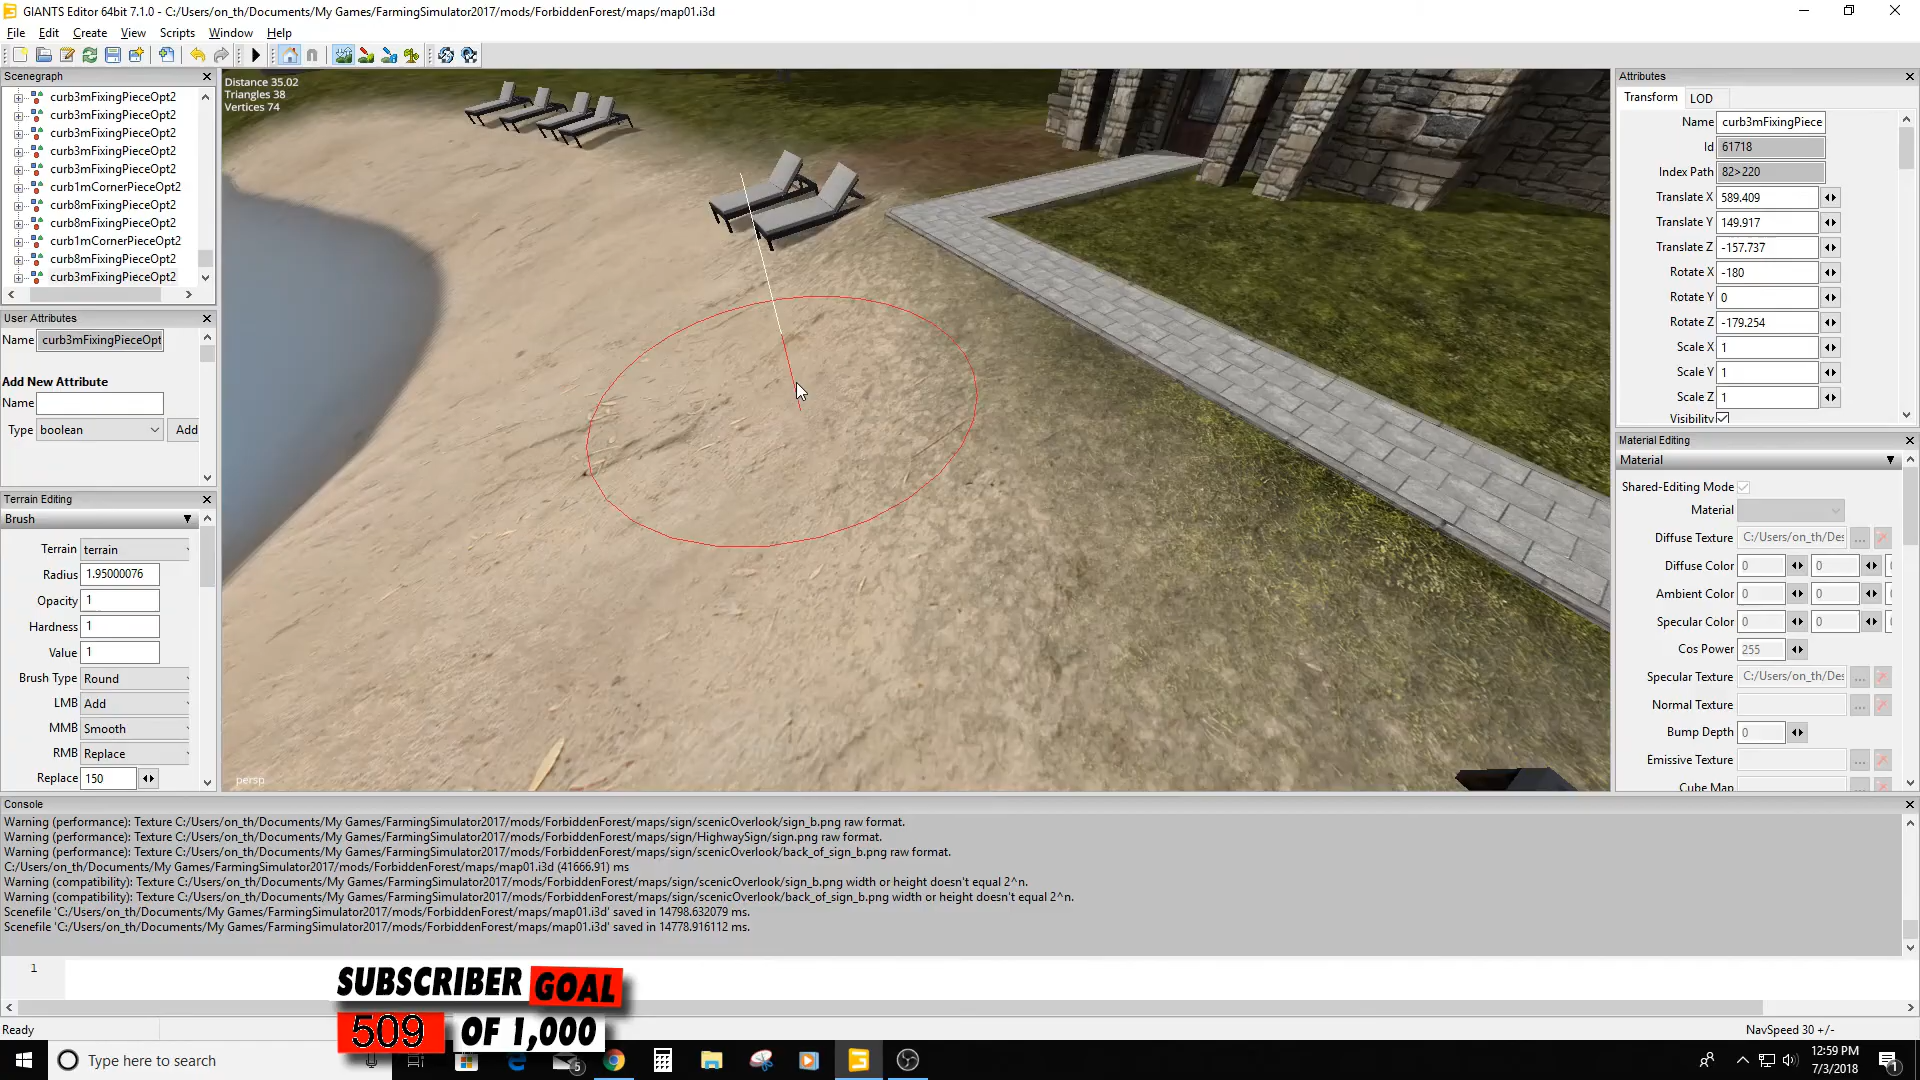 GIANTS Editor 64bit 7.1.0 - C:/Users/on_th/Documents/My Games/FarmingSimulator2017/mods/ForbiddenForest/maps/map01.i3d
File Edit Create View Scripts Window Help
Scenegraph
curb3mFixingPieceOpt2
curb3mFixingPieceOpt2
curb3mFixingPieceOpt2
curb3mFixingPieceOpt2
curb3mFixingPieceOpt2
curb1mCornerPieceOpt2
curb8mFixingPieceOpt2
curb8mFixingPieceOpt2
curb1mCornerPieceOpt2
curb8mFixingPieceOpt2
curb3mFixingPieceOpt2
User Attributes
Name curb3mFixingPieceOpt
Add New Attribute
Name
Type boolean Add
Terrain Editing
Brush
Terrain terrain
Radius 1.95000076
Opacity 1
Hardness 1
Value 1
Brush Type Round
LMB Add
MMB Smooth
RMB Replace
Replace 150
Distance 35.02
Triangles 38
Vertices 74
persp
Attributes
Transform LOD
Name curb3mFixingPiece
Id 61718
Index Path 82>220
Translate X 589.409
Translate Y 149.917
Translate Z -157.737
Rotate X -180
Rotate Y 0
Rotate Z -179.254
Scale X 1
Scale Y 1
Scale Z 1
Visibility
Material Editing
Material
Shared-Editing Mode
Material
Diffuse Texture C:/Users/on_th/Des ...
Diffuse Color 0 0
Ambient Color 0 0
Specular Color 0 0
Cos Power 255
Specular Texture C:/Users/on_th/Des ...
Normal Texture ...
Bump Depth 0
Emissive Texture ...
Cube Map
Console
Warning (performance): Texture C:/Users/on_th/Documents/My Games/FarmingSimulator2017/mods/ForbiddenForest/maps/sign/scenicOverlook/sign_b.png raw format.
Warning (performance): Texture C:/Users/on_th/Documents/My Games/FarmingSimulator2017/mods/ForbiddenForest/maps/sign/HighwaySign/sign.png raw format.
Warning (performance): Texture C:/Users/on_th/Documents/My Games/FarmingSimulator2017/mods/ForbiddenForest/maps/sign/scenicOverlook/back_of_sign_b.png raw format.
C:/Users/on_th/Documents/My Games/FarmingSimulator2017/mods/ForbiddenForest/maps/map01.i3d (41666.91) ms
Warning (compatibility): Texture C:/Users/on_th/Documents/My Games/FarmingSimulator2017/mods/ForbiddenForest/maps/sign/scenicOverlook/sign_b.png width or height doesn't equal 2^n.
Warning (compatibility): Texture C:/Users/on_th/Documents/My Games/FarmingSimulator2017/mods/ForbiddenForest/maps/sign/scenicOverlook/back_of_sign_b.png width or height doesn't equal 2^n.
Scenefile 'C:/Users/on_th/Documents/My Games/FarmingSimulator2017/mods/ForbiddenForest/maps/map01.i3d' saved in 14798.632079 ms.
Scenefile 'C:/Users/on_th/Documents/My Games/FarmingSimulator2017/mods/ForbiddenForest/maps/map01.i3d' saved in 14778.916112 ms.
1
SUBSCRIBER GOAL
509 OF 1,000
Ready NavSpeed 30 +/-
Type here to search
5
12:59 PM
7/3/2018
1